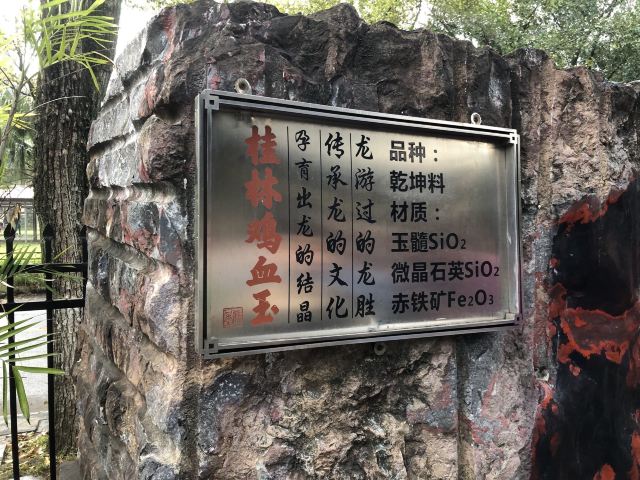 桂林鸡血玉
孕育出龙的结晶
传承龙的文化
龙游过的龙胜
品种：
乾坤料
材质：
玉髓SiO₂
微晶石英SiO₂
赤铁矿Fe₂O₃